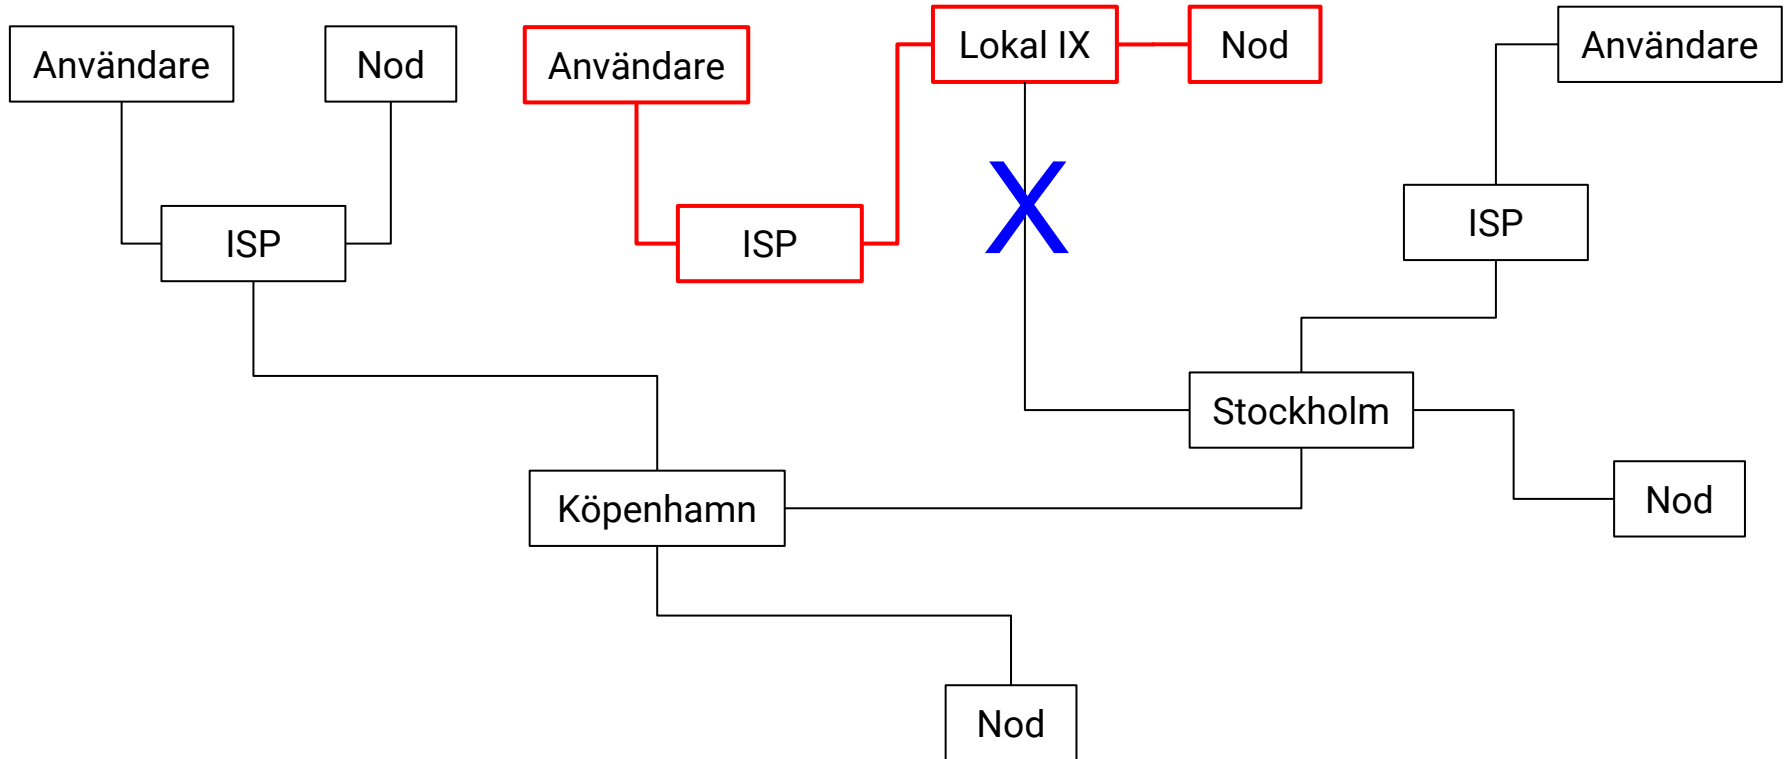 Användare
Nod
Användare
Lokal IX
Nod
Användare
ISP
ISP
X
ISP
Stockholm
Köpenhamn
Nod
Nod